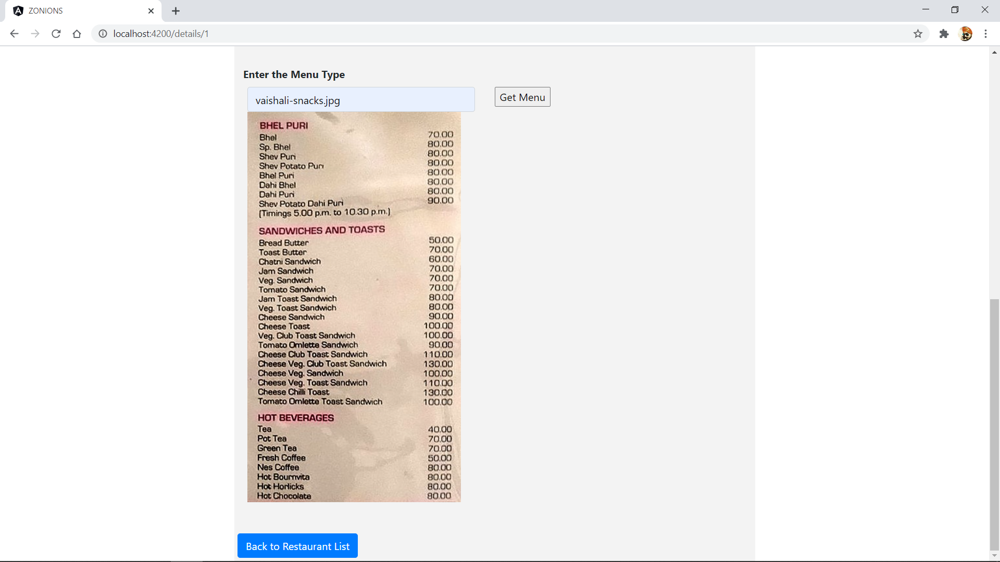 ZONIONS
localhost:4200/details/1
Enter the Menu Type
vaishali-snacks.jpg Get Menu
BHEL PURI
Bhel 70.00
Sp. Bhel 80.00
Shev Puri 80.00
Shev Potato Puri 80.00
Bhel Puri 80.00
Dahi Bhel 80.00
Dahi Puri 80.00
Shev Potato Dahi Puri 90.00
(Timings 5.00 p.m. to 10.30 p.m.)
SANDWICHES AND TOASTS
Bread Butter 50.00
Toast Butter 70.00
Chatni Sandwich 60.00
Jam Sandwich 70.00
Veg. Sandwich 70.00
Tomato Sandwich 70.00
Jam Toast Sandwich 80.00
Veg. Toast Sandwich 80.00
Cheese Sandwich 90.00
Cheese Toast 100.00
Veg. Club Toast Sandwich 100.00
Tomato Omlette Sandwich 90.00
Cheese Club Toast Sandwich 110.00
Cheese Veg. Club Toast Sandwich 130.00
Cheese Veg. Sandwich 100.00
Cheese Veg. Toast Sandwich 110.00
Cheese Chilli Toast 130.00
Tomato Omlette Toast Sandwich 100.00
HOT BEVERAGES
Tea 40.00
Pot Tea 70.00
Green Tea 70.00
Fresh Coffee 50.00
Nes Coffee 80.00
Hot Bournvita 80.00
Hot Horlicks 80.00
Hot Chocolate 80.00
Back to Restaurant List